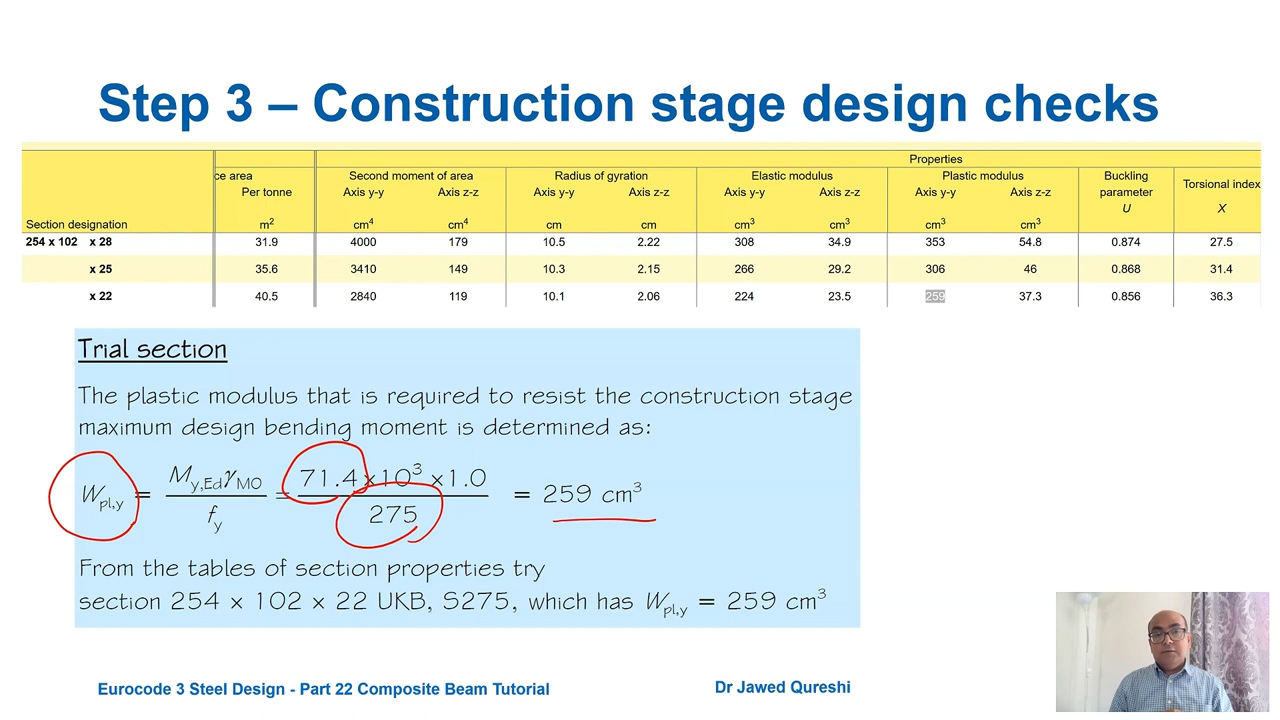 Step 3 – Construction stage design checks
Properties
ce area Second moment of area Radius of gyration Elastic modulus Plastic modulus Buckling parameter U Torsional index X
Per tonne Axis y-y Axis z-z Axis y-y Axis z-z Axis y-y Axis z-z Axis y-y Axis z-z
Section designation m² cm⁴ cm⁴ cm cm cm³ cm³ cm³ cm³
254 x 102 x 28 31.9 4000 179 10.5 2.22 308 34.9 353 54.8 0.874 27.5
x 25 35.6 3410 149 10.3 2.15 266 29.2 306 46 0.868 31.4
x 22 40.5 2840 119 10.1 2.06 224 23.5 259 37.3 0.856 36.3
Trial section
The plastic modulus that is required to resist the construction stage
maximum design bending moment is determined as:
W pl,y = M y,Ed γ MO / f y = 71.4 x 10³ x 1.0 / 275 = 259 cm³
From the tables of section properties try
section 254 x 102 x 22 UKB, S275, which has W pl,y = 259 cm³
Eurocode 3 Steel Design - Part 22 Composite Beam Tutorial
Dr Jawed Qureshi